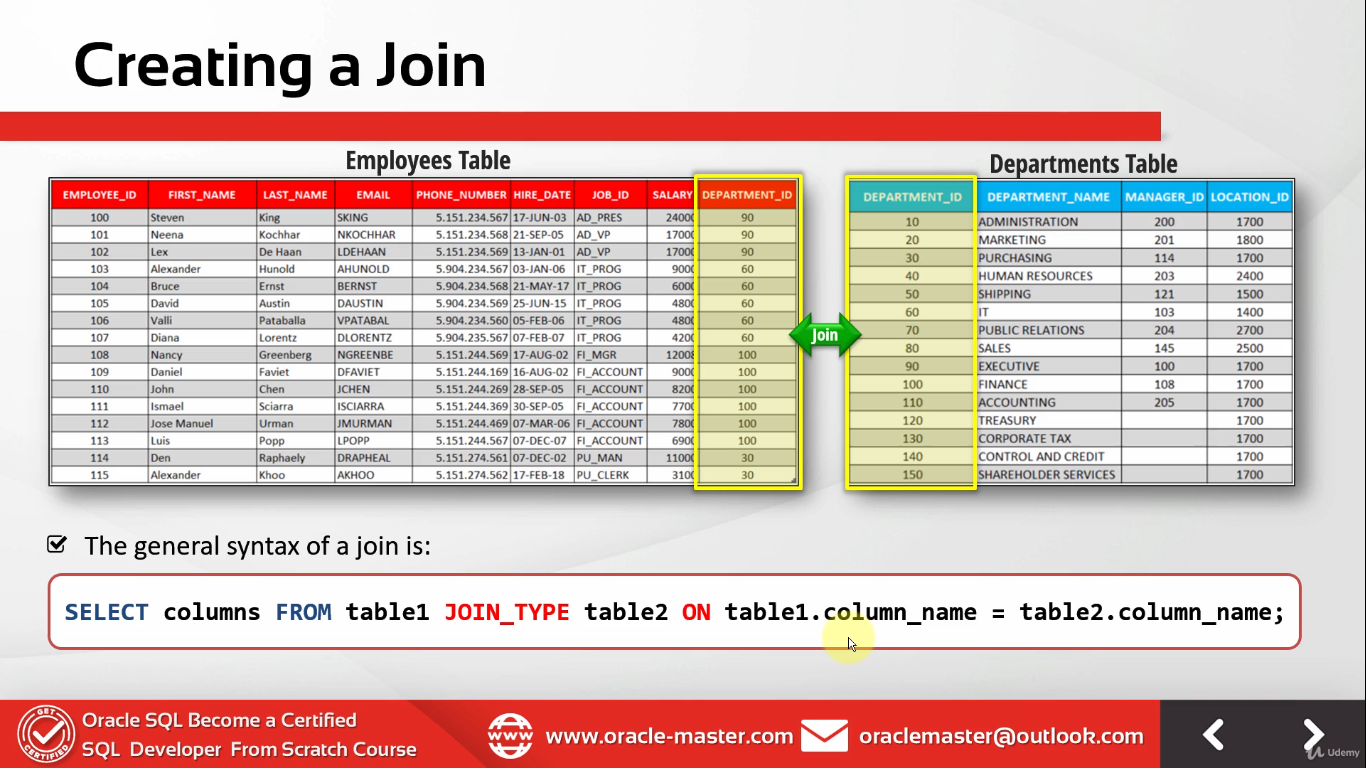 Creating a Join
Employees Table
EMPLOYEE_ID FIRST_NAME LAST_NAME EMAIL PHONE_NUMBER HIRE_DATE JOB_ID SALARY DEPARTMENT_ID
100 Steven King SKING 5.151.234.567 17-JUN-03 AD_PRES 24000 90
101 Neena Kochhar NKOCHHAR 5.151.234.568 21-SEP-05 AD_VP 17000 90
102 Lex De Haan LDEHAAN 5.151.234.569 13-JAN-01 AD_VP 17000 90
103 Alexander Hunold AHUNOLD 5.904.234.567 03-JAN-06 IT_PROG 9000 60
104 Bruce Ernst BERNST 5.904.234.568 21-MAY-17 IT_PROG 6000 60
105 David Austin DAUSTIN 5.904.234.569 25-JUN-15 IT_PROG 4800 60
106 Valli Pataballa VPATABAL 5.904.234.560 05-FEB-06 IT_PROG 4800 60
107 Diana Lorentz DLORENTZ 5.904.235.567 07-FEB-07 IT_PROG 4200 60
108 Nancy Greenberg NGREENBE 5.151.244.569 17-AUG-02 FI_MGR 12008 100
109 Daniel Faviet DFAVIET 5.151.244.169 16-AUG-02 FI_ACCOUNT 9000 100
110 John Chen JCHEN 5.151.244.269 28-SEP-05 FI_ACCOUNT 8200 100
111 Ismael Sciarra ISCIARRA 5.151.244.369 30-SEP-05 FI_ACCOUNT 7700 100
112 Jose Manuel Urman JMURMAN 5.151.244.469 07-MAR-06 FI_ACCOUNT 7800 100
113 Luis Popp LPOPP 5.151.244.567 07-DEC-07 FI_ACCOUNT 6900 100
114 Den Raphaely DRAPHEAL 5.151.274.561 07-DEC-02 PU_MAN 11000 30
115 Alexander Khoo AKHOO 5.151.274.562 17-FEB-18 PU_CLERK 3100 30
Join
Departments Table
DEPARTMENT_ID DEPARTMENT_NAME MANAGER_ID LOCATION_ID
10 ADMINISTRATION 200 1700
20 MARKETING 201 1800
30 PURCHASING 114 1700
40 HUMAN RESOURCES 203 2400
50 SHIPPING 121 1500
60 IT 103 1400
70 PUBLIC RELATIONS 204 2700
80 SALES 145 2500
90 EXECUTIVE 100 1700
100 FINANCE 108 1700
110 ACCOUNTING 205 1700
120 TREASURY 1700
130 CORPORATE TAX 1700
140 CONTROL AND CREDIT 1700
150 SHAREHOLDER SERVICES 1700
The general syntax of a join is:
SELECT columns FROM table1 JOIN_TYPE table2 ON table1.column_name = table2.column_name;
GET CERTIFIED
Oracle SQL Become a Certified
SQL Developer From Scratch Course
WWW
www.oracle-master.com
oraclemaster@outlook.com
Udemy